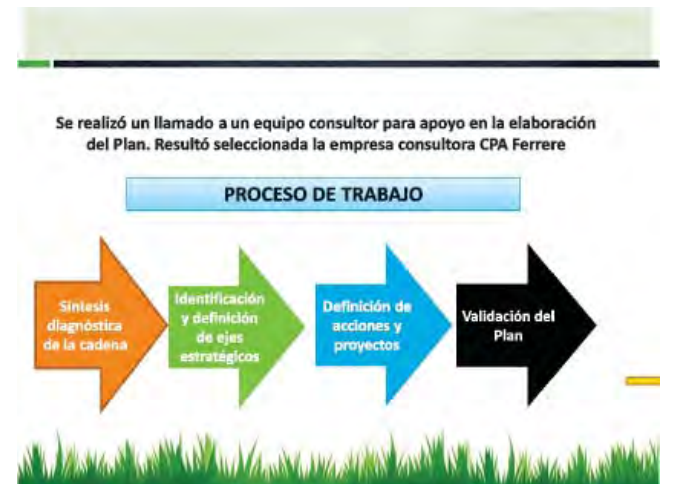 Se realizó un llamado a un equipo consultor para apoyo en la elaboración
del Plan. Resultó seleccionada la empresa consultora CPA Ferrere
PROCESO DE TRABAJO
Síntesis
diagnóstica
de la cadena
Identificación
y definición
de ejes
estratégicos
Definición de
acciones y
proyectos
Validación del
Plan